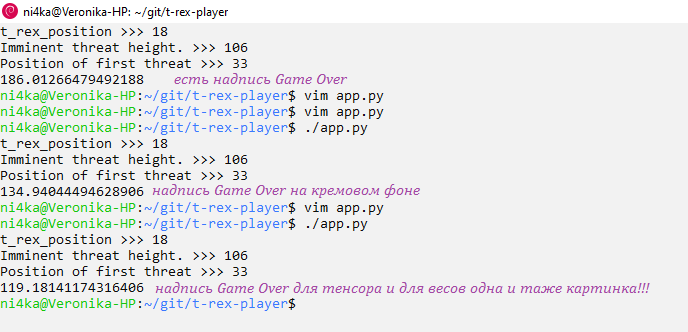 ni4ka@Veronika-HP: ~/git/t-rex-player
t_rex_position >>> 18
Imminent threat height. >>> 106
Position of first threat >>> 33
186.01266479492188 есть надпись Game Over
ni4ka@Veronika-HP:~/git/t-rex-player$ vim app.py
ni4ka@Veronika-HP:~/git/t-rex-player$ vim app.py
ni4ka@Veronika-HP:~/git/t-rex-player$ ./app.py
t_rex_position >>> 18
Imminent threat height. >>> 106
Position of first threat >>> 33
134.94044494628906 надпись Game Over на кремовом фоне
ni4ka@Veronika-HP:~/git/t-rex-player$ vim app.py
ni4ka@Veronika-HP:~/git/t-rex-player$ ./app.py
t_rex_position >>> 18
Imminent threat height. >>> 106
Position of first threat >>> 33
119.18141174316406 надпись Game Over для тенсора и для весов одна и таже картинка!!!
ni4ka@Veronika-HP:~/git/t-rex-player$